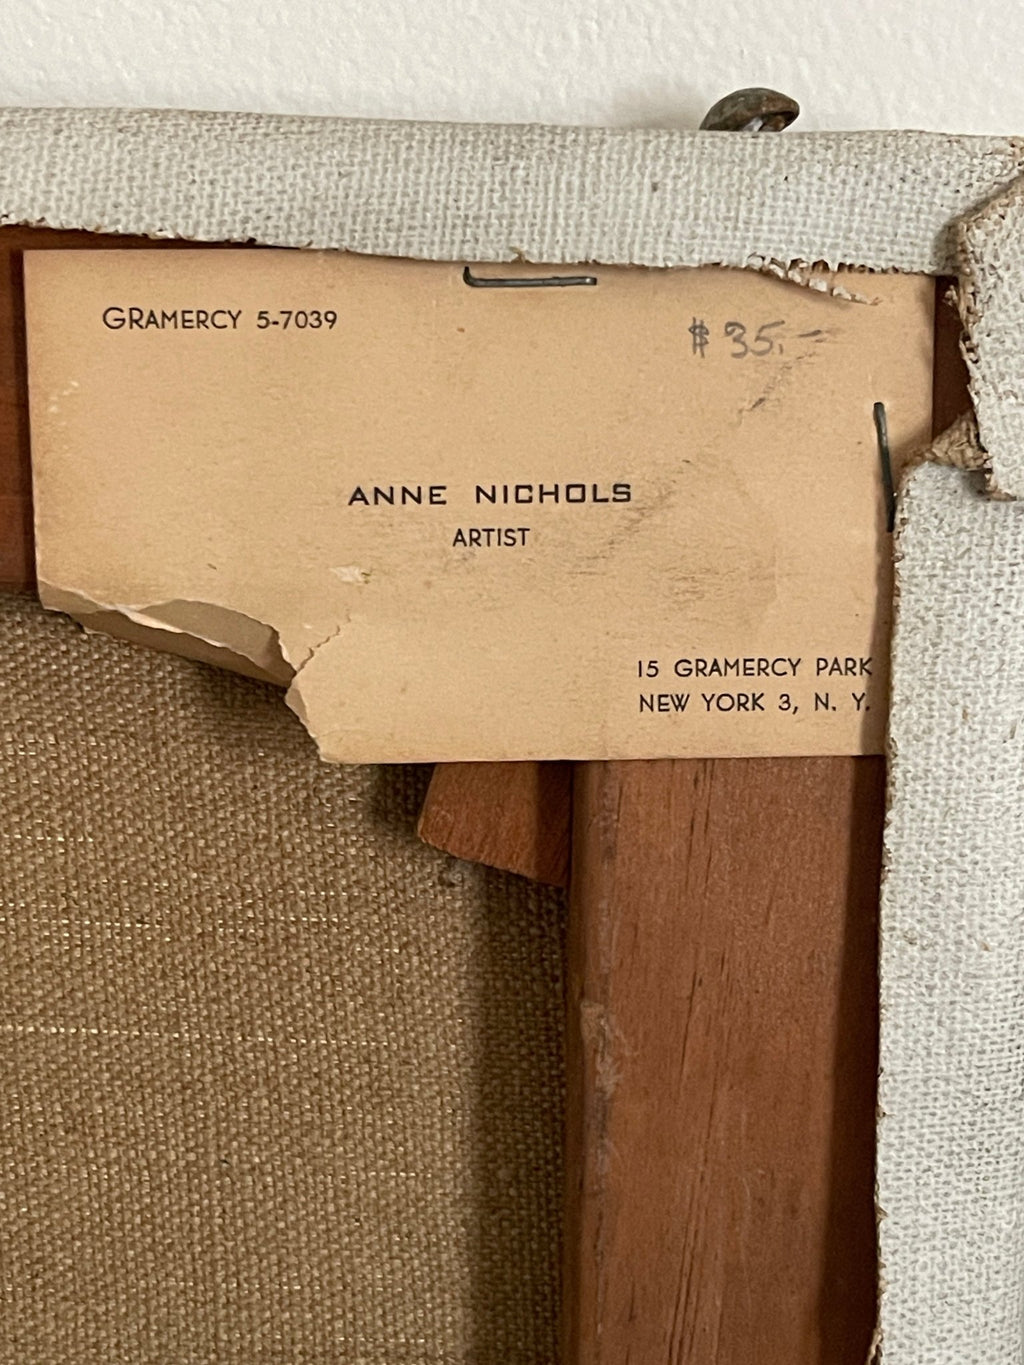 GRAMERCY 5-7039
$35.-
ANNE NICHOLS
ARTIST
15 GRAMERCY PARK
NEW YORK 3, N. Y.